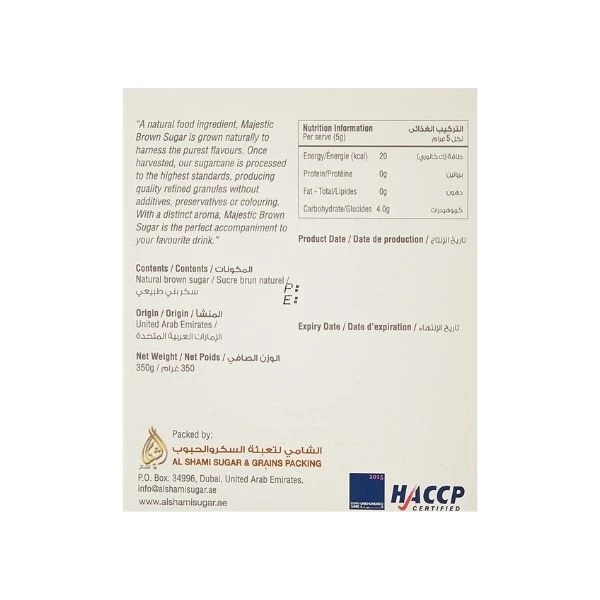 "A natural food ingredient, Majestic
Brown Sugar is grown naturally to
harness the purest flavours. Once
harvested, our sugarcane is processed
to the highest standards, producing
quality refined granules without
additives, preservatives or colouring.
With a distinct aroma, Majestic Brown
Sugar is the perfect accompaniment to
your favourite drink."
Contents / Contents / المكونات
Natural brown sugar / Sucre brun naturel /
سكر بني طبيعي
Origin / Origin / المنشأ
United Arab Emirates /
الإمارات العربية المتحدة
Net Weight / Net Poids / الوزن الصافي
350g / 350 غرام
Nutrition Information التركيب الغذائي
Per serve (5g) لكل 5 غرام
Energy/Énergie (kcal) 20 طاقة (ك كالوري)
Protein/Protéine 0g بروتين
Fat - Total/Lipides 0g دهون
Carbohydrate/Glucides 4.0g كربوهيدرات
Product Date / Date de production / تاريخ الإنتاج
P:
E:
Expiry Date / Date d'expiration / تاريخ الإنتهاء
Packed by:
الشامي لتعبئة السكر والحبوب
AL SHAMI SUGAR & GRAINS PACKING
P.O. Box: 34996, Dubai, United Arab Emirates.
info@alshamisugar.ae
www.alshamisugar.ae
2015
HACCP
CERTIFIED